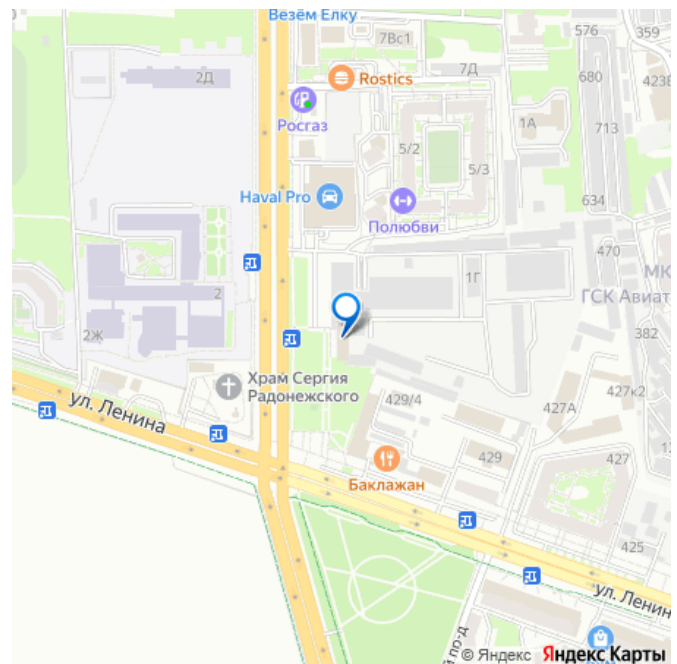 Везём Елку
7Вс1
576
359
2Д
Rostics
7Д
680
423Б
Росгаз
1А
713
5/2
5/3
Haval Pro
634
Полюбви
470
1Г
МК
ГСК Авиат
2
382
2Ж
Храм Сергия
Радонежского
427к2
ул. Ленина
429/4
427А
429
427
Баклажан
425
ул. Ленин
й по-д
© Яндекс Яндекс Карты